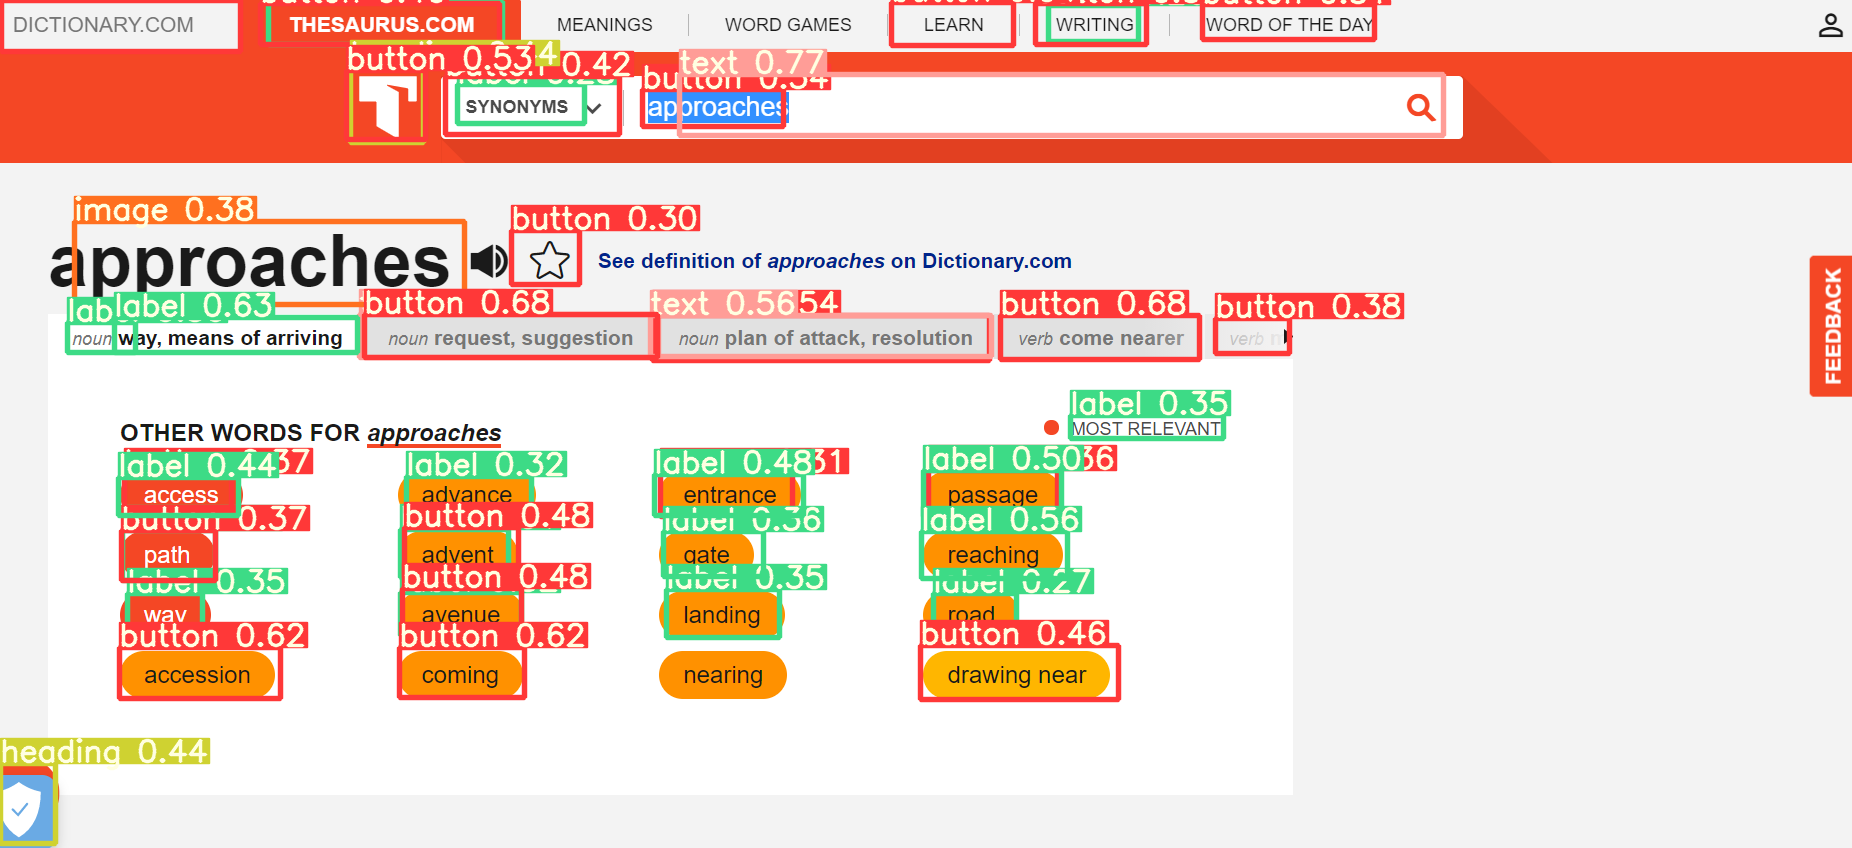 DICTIONARY.COM
THESAURUS.COM
MEANINGS
WORD GAMES
LEARN
WRITING
WORD OF THE DAY
button 0.53
0.42
text 0.77
SYNONYMS
approaches
image 0.38
button 0.30
approaches
See definition of approaches on Dictionary.com
label 0.63
button 0.68
text 0.56
54
button 0.68
button 0.38
noun way, means of arriving
noun request, suggestion
noun plan of attack, resolution
verb come nearer
verb
FEEDBACK
label 0.35
OTHER WORDS FOR approaches
MOST RELEVANT
label 0.44
37
label 0.32
label 0.48
31
label 0.50
36
access
advance
entrance
passage
button 0.37
button 0.48
label 0.36
label 0.56
path
advent
gate
reaching
label 0.35
button 0.48
label 0.35
label 0.27
way
avenue
landing
road
button 0.62
button 0.62
button 0.46
accession
coming
nearing
drawing near
heading 0.44